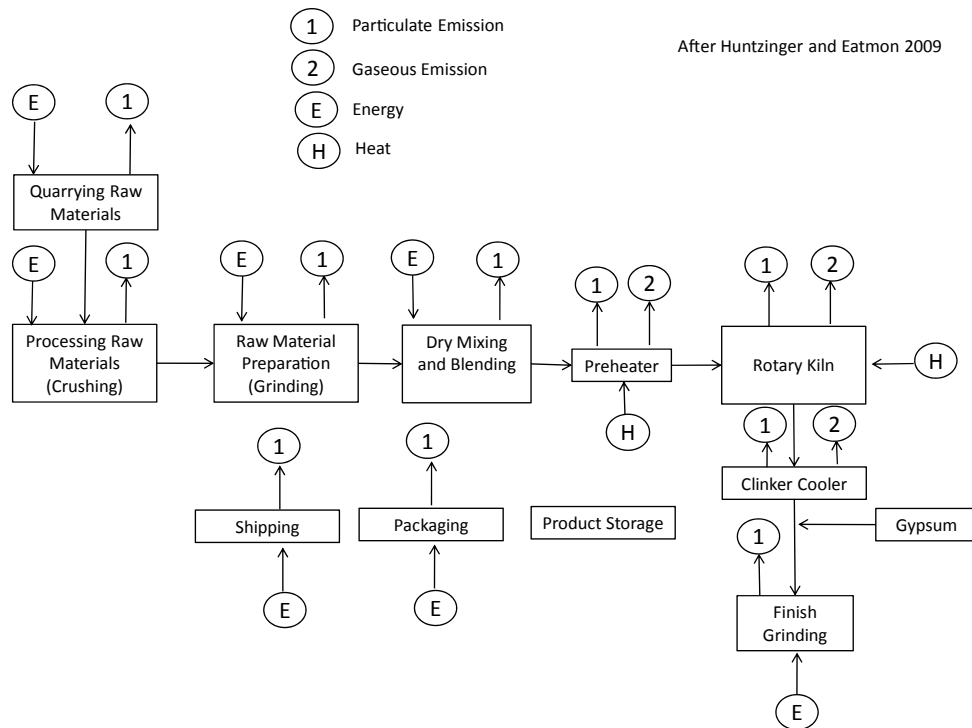 1 Particulate Emission
2 Gaseous Emission
E Energy
H Heat
After Huntzinger and Eatmon 2009
E 1
Quarrying Raw
Materials
E 1
Processing Raw
Materials
(Crushing)
E 1
Raw Material
Preparation
(Grinding)
E 1
Dry Mixing
and Blending
1 2
Preheater
H
1 2
Rotary Kiln
H
1 2
Clinker Cooler
Gypsum
1
Finish
Grinding
E
1
Shipping
E
1
Packaging
E
Product Storage